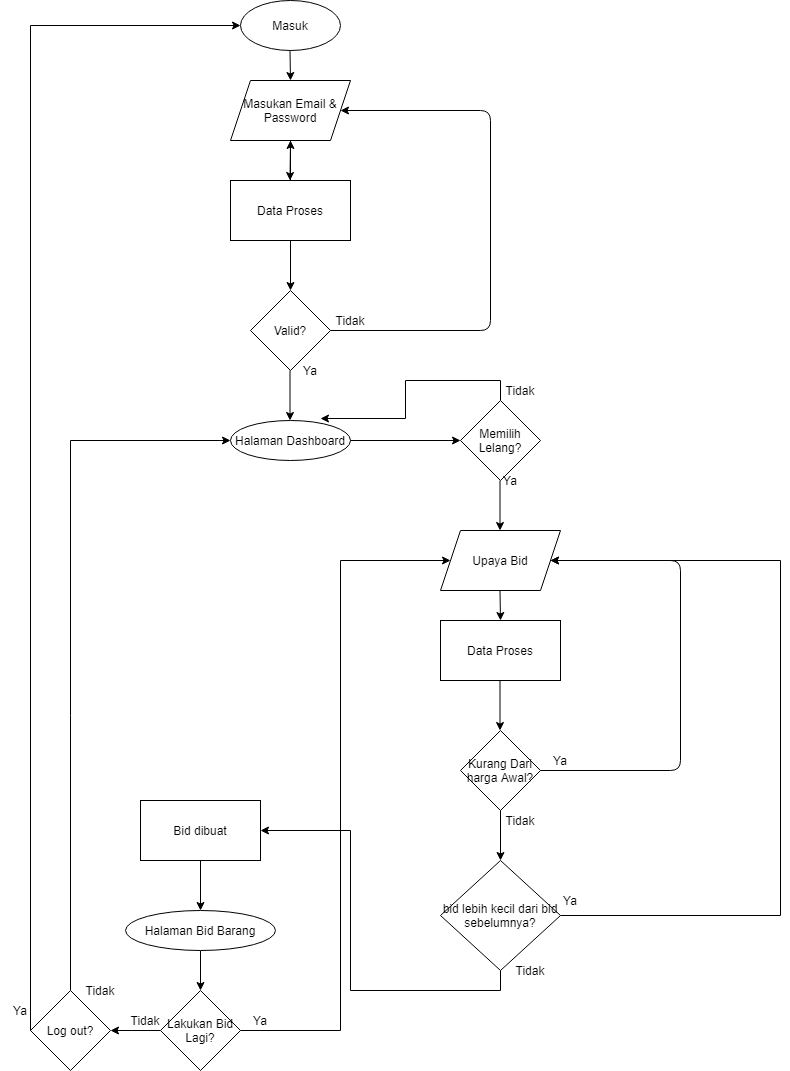 Masuk
Masukan Email &
Password
Data Proses
Valid?
Tidak
Ya
Halaman Dashboard
Memilih
Lelang?
Tidak
Ya
Upaya Bid
Data Proses
Kurang Dari
harga Awal?
Ya
Tidak
bid lebih kecil dari bid
sebelumnya?
Ya
Tidak
Bid dibuat
Halaman Bid Barang
Lakukan Bid
Lagi?
Ya
Tidak
Log out?
Tidak
Ya